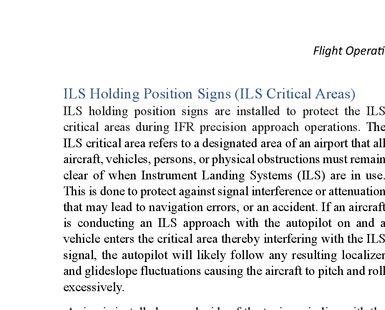 Flight Operati
ILS Holding Position Signs (ILS Critical Areas)
ILS holding position signs are installed to protect the ILS
critical areas during IFR precision approach operations. The
ILS critical area refers to a designated area of an airport that all
aircraft, vehicles, persons, or physical obstructions must remain
clear of when Instrument Landing Systems (ILS) are in use.
This is done to protect against signal interference or attenuation
that may lead to navigation errors, or an accident. If an aircraft
is conducting an ILS approach with the autopilot on and a
vehicle enters the critical area thereby interfering with the ILS
signal, the autopilot will likely follow any resulting localizer
and glideslope fluctuations causing the aircraft to pitch and roll
excessively.